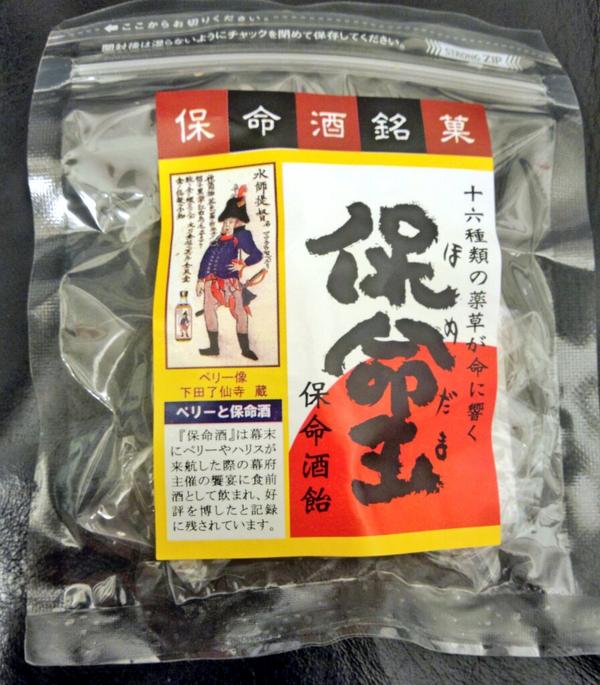 ここからお切りください。
開封後は湿らないようにチャックを閉めて保存してください。
STRONG ZIP
保命酒銘菓
十六種類の薬草が命に響く
保命玉
ほめめだま
保命酒飴
水師提督
ペリー像
下田了仙寺 蔵
ペリーと保命酒
『保命酒』は幕末
にペリーやハリスが
来航した際の幕府
主催の饗宴に食前
酒として飲まれ、好
評を博したと記録
に残されています。